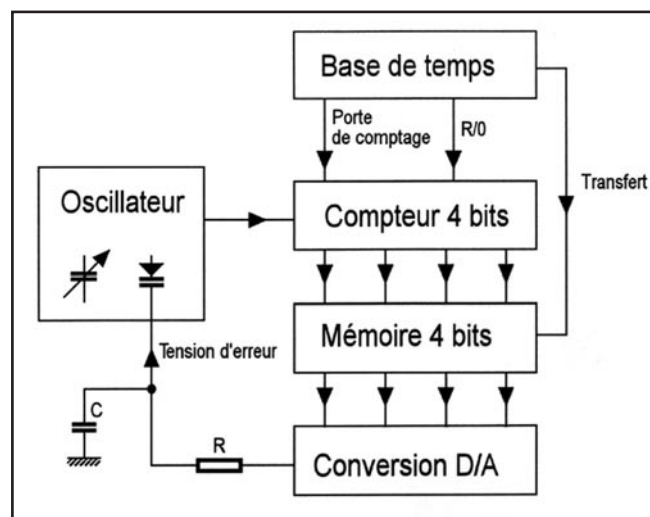 Base de temps
Porte
de comptage
R/0
Transfert
Oscillateur
Compteur 4 bits
Mémoire 4 bits
Tension d'erreur
C
R
Conversion D/A